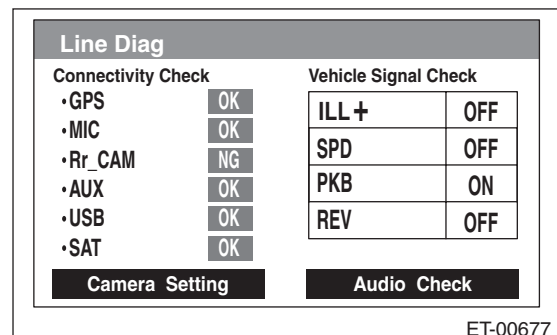 Line Diag
Connectivity Check
•GPS OK
•MIC OK
•Rr_CAM NG
•AUX OK
•USB OK
•SAT OK
Vehicle Signal Check
ILL+ OFF
SPD OFF
PKB ON
REV OFF
Camera Setting
Audio Check
ET-00677